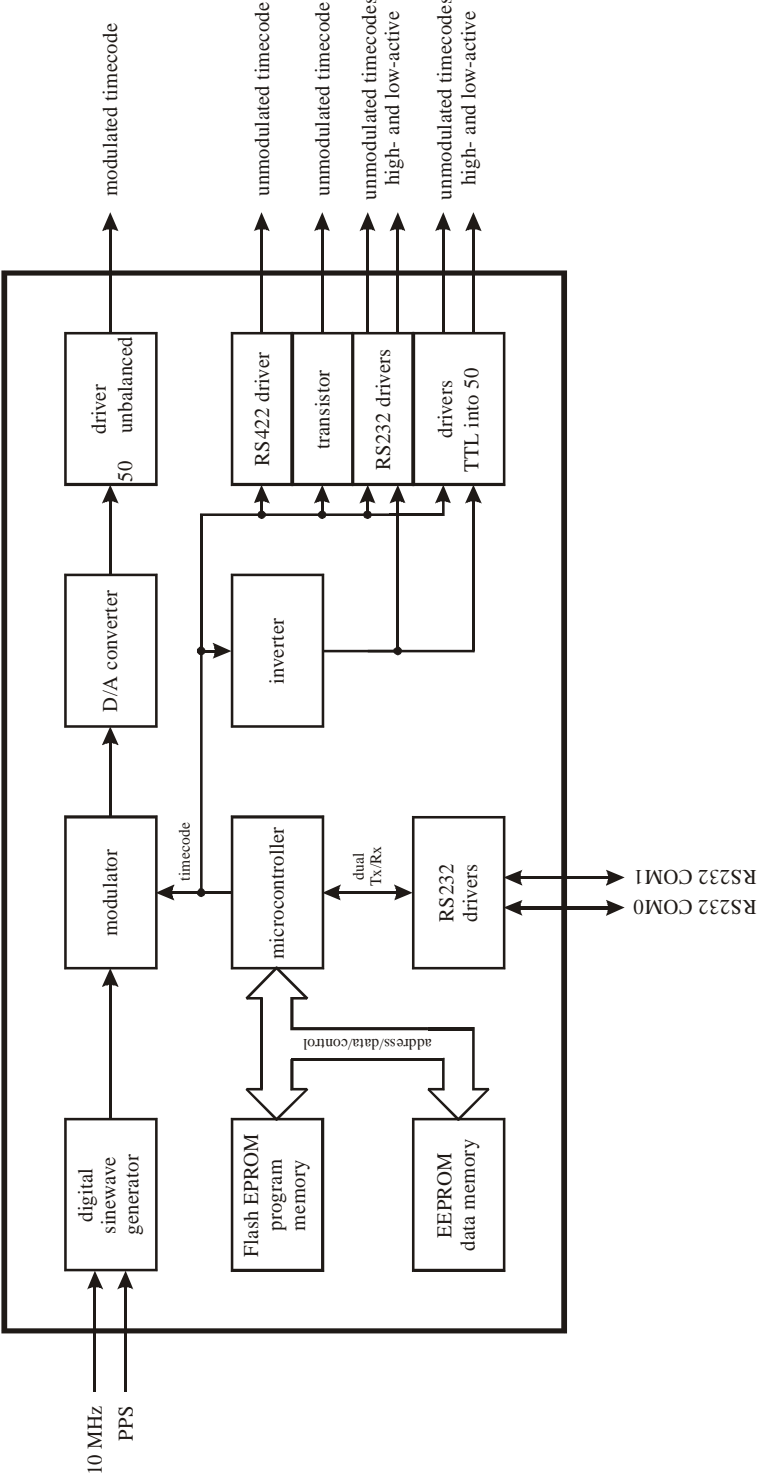 10 MHz
PPS
digital
sinewave
generator
modulator
D/A converter
driver
50 unbalanced
modulated timecode
timecode
Flash EPROM
program
memory
microcontroller
inverter
RS422 driver
transistor
RS232 drivers
drivers
TTL into 50
unmodulated timecode
unmodulated timecode
unmodulated timecodes
high- and low-active
unmodulated timecodes
high- and low-active
address/data/control
dual
Tx/Rx
EEPROM
data memory
RS232
drivers
RS232 COM0
RS232 COM1